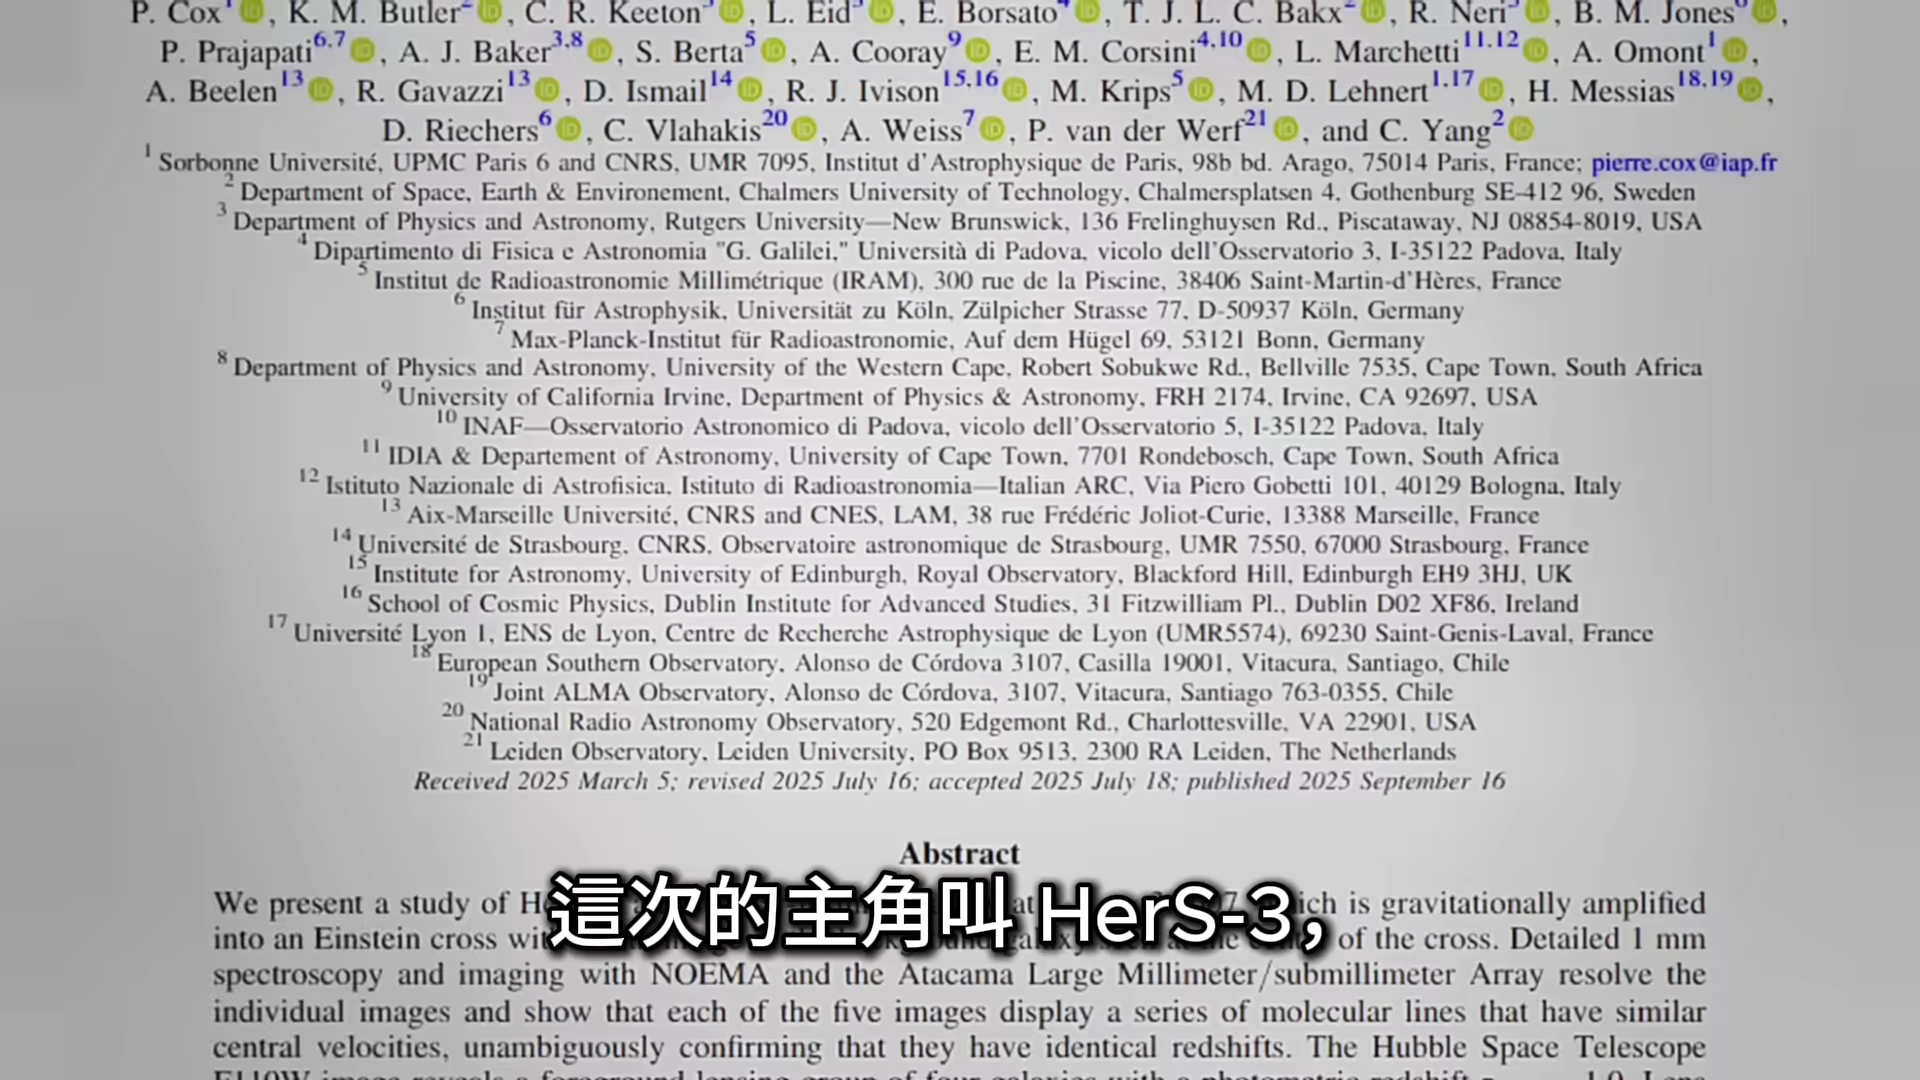 P. Cox¹, K. M. Butler², C. R. Keeton³, L. Eid⁵, E. Borsato⁴, T. J. L. C. Bakx², R. Neri⁵, B. M. Jones⁶,
P. Prajapati⁶,⁷, A. J. Baker³,⁸, S. Berta⁵, A. Cooray⁹, E. M. Corsini⁴,¹⁰, L. Marchetti¹¹,¹², A. Omont¹,
A. Beelen¹³, R. Gavazzi¹³, D. Ismail¹⁴, R. J. Ivison¹⁵,¹⁶, M. Krips⁵, M. D. Lehnert¹,¹⁷, H. Messias¹⁸,¹⁹,
D. Riechers⁶, C. Vlahakis²⁰, A. Weiss⁷, P. van der Werf²¹, and C. Yang²
¹ Sorbonne Université, UPMC Paris 6 and CNRS, UMR 7095, Institut d'Astrophysique de Paris, 98b bd. Arago, 75014 Paris, France; pierre.cox@iap.fr
² Department of Space, Earth & Environement, Chalmers University of Technology, Chalmersplatsen 4, Gothenburg SE-412 96, Sweden
³ Department of Physics and Astronomy, Rutgers University—New Brunswick, 136 Frelinghuysen Rd., Piscataway, NJ 08854-8019, USA
⁴ Dipartimento di Fisica e Astronomia "G. Galilei," Università di Padova, vicolo dell'Osservatorio 3, I-35122 Padova, Italy
⁵ Institut de Radioastronomie Millimétrique (IRAM), 300 rue de la Piscine, 38406 Saint-Martin-d'Hères, France
⁶ Institut für Astrophysik, Universität zu Köln, Zülpicher Strasse 77, D-50937 Köln, Germany
⁷ Max-Planck-Institut für Radioastronomie, Auf dem Hügel 69, 53121 Bonn, Germany
⁸ Department of Physics and Astronomy, University of the Western Cape, Robert Sobukwe Rd., Bellville 7535, Cape Town, South Africa
⁹ University of California Irvine, Department of Physics & Astronomy, FRH 2174, Irvine, CA 92697, USA
¹⁰ INAF—Osservatorio Astronomico di Padova, vicolo dell'Osservatorio 5, I-35122 Padova, Italy
¹¹ IDIA & Departement of Astronomy, University of Cape Town, 7701 Rondebosch, Cape Town, South Africa
¹² Istituto Nazionale di Astrofisica, Istituto di Radioastronomia—Italian ARC, Via Piero Gobetti 101, 40129 Bologna, Italy
¹³ Aix-Marseille Université, CNRS and CNES, LAM, 38 rue Frédéric Joliot-Curie, 13388 Marseille, France
¹⁴ Université de Strasbourg, CNRS, Observatoire astronomique de Strasbourg, UMR 7550, 67000 Strasbourg, France
¹⁵ Institute for Astronomy, University of Edinburgh, Royal Observatory, Blackford Hill, Edinburgh EH9 3HJ, UK
¹⁶ School of Cosmic Physics, Dublin Institute for Advanced Studies, 31 Fitzwilliam Pl., Dublin D02 XF86, Ireland
¹⁷ Université Lyon 1, ENS de Lyon, Centre de Recherche Astrophysique de Lyon (UMR5574), 69230 Saint-Genis-Laval, France
¹⁸ European Southern Observatory, Alonso de Córdova 3107, Casilla 19001, Vitacura, Santiago, Chile
¹⁹ Joint ALMA Observatory, Alonso de Córdova, 3107, Vitacura, Santiago 763-0355, Chile
²⁰ National Radio Astronomy Observatory, 520 Edgemont Rd., Charlottesville, VA 22901, USA
²¹ Leiden Observatory, Leiden University, PO Box 9513, 2300 RA Leiden, The Netherlands
Received 2025 March 5; revised 2025 July 16; accepted 2025 July 18; published 2025 September 16
Abstract
We present a study of is gravitationally amplified
into an Einstein cross of the cross. Detailed 1 mm
這次的主角叫 HerS-3,
spectroscopy and imaging with NOEMA and the Atacama Large Millimeter/submillimeter Array resolve the
individual images and show that each of the five images display a series of molecular lines that have similar
central velocities, unambiguously confirming that they have identical redshifts. The Hubble Space Telescope